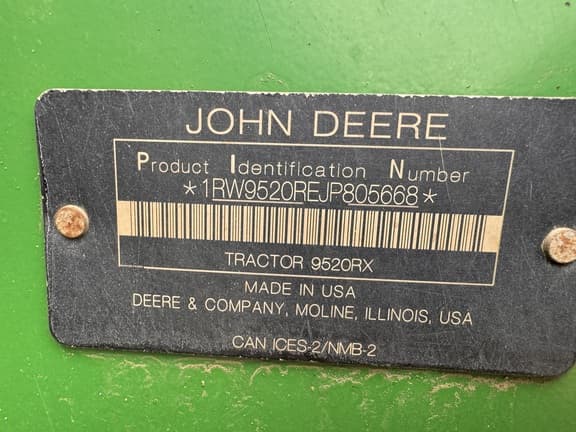 JOHN DEERE
Product Identification Number
*1RW9520REJP805668*
TRACTOR 9520RX
MADE IN USA
DEERE & COMPANY, MOLINE, ILLINOIS, USA
CAN ICES-2/NMB-2